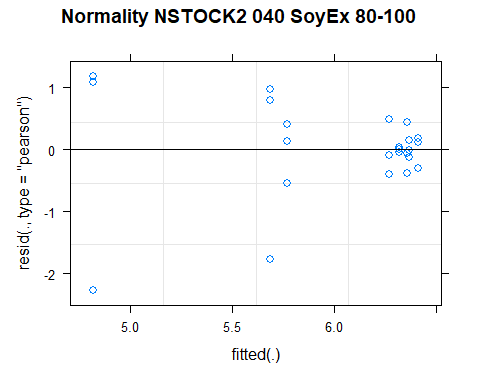 Normality NSTOCK2 040 SoyEx 80-100
resid(., type = "pearson")
1
0
-1
-2
5.0 5.5 6.0
fitted(.)